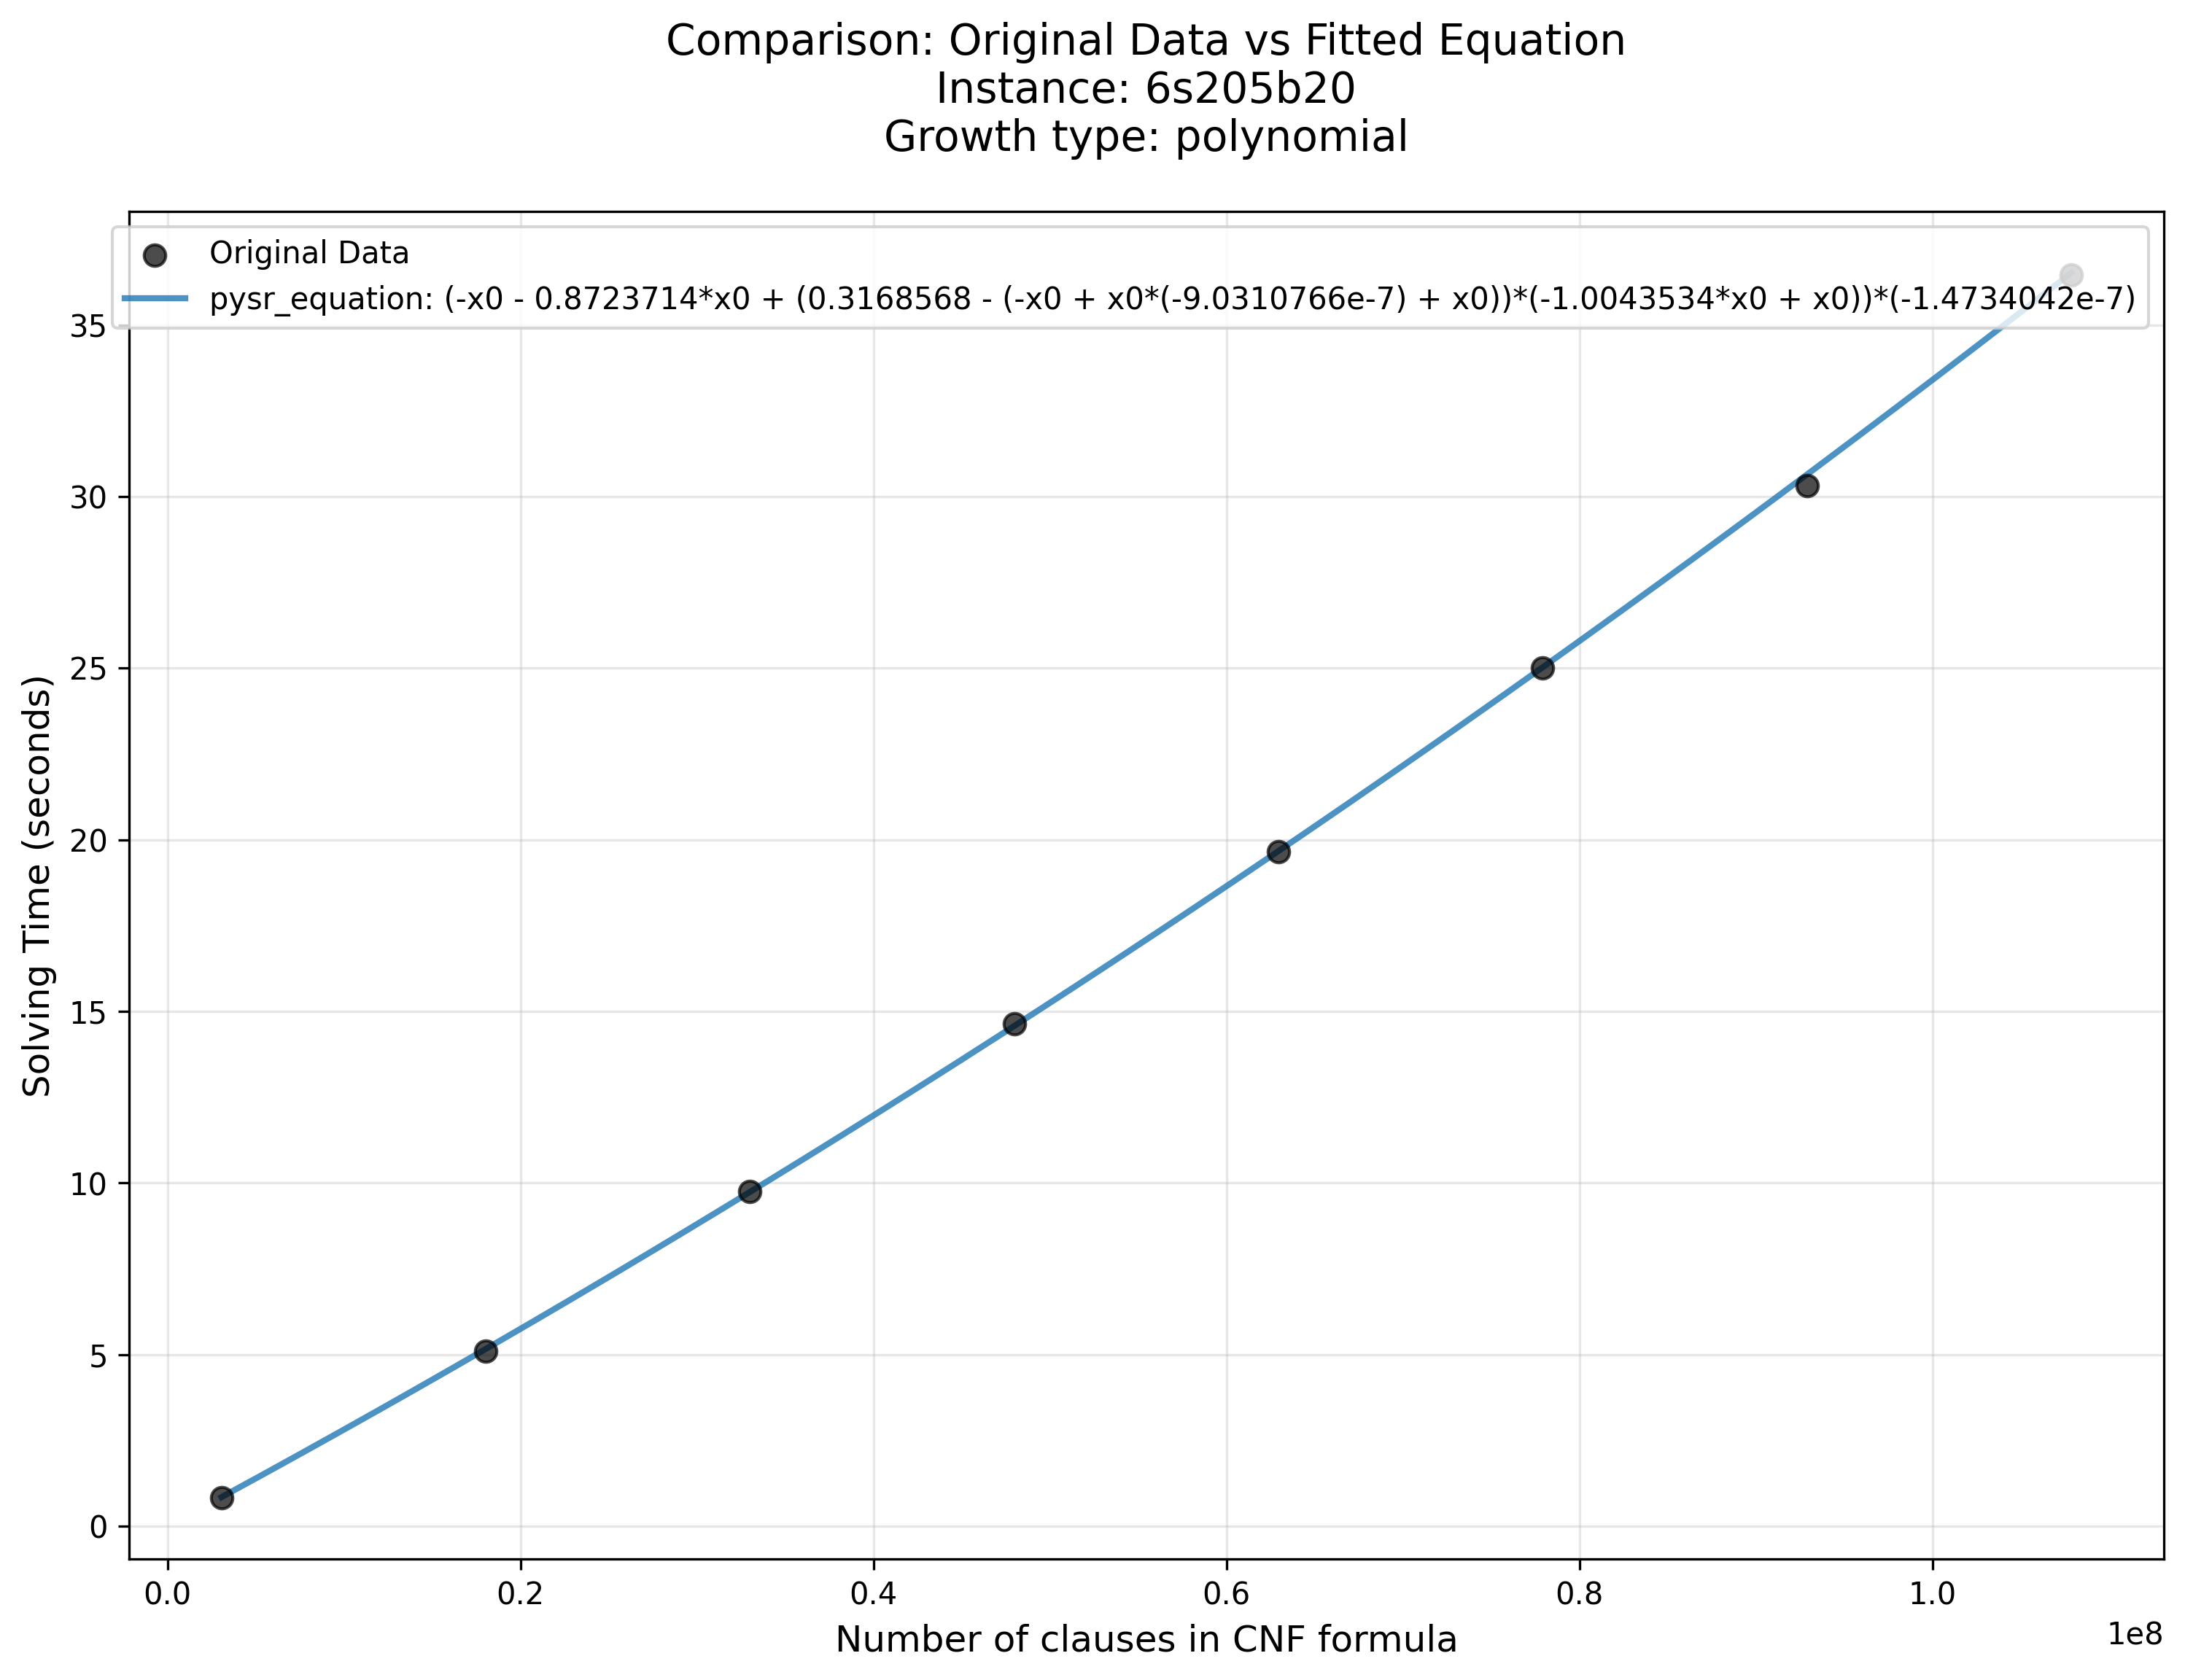 Comparison: Original Data vs Fitted Equation
Instance: 6s205b20
Growth type: polynomial
Original Data
pysr_equation: (-x0 - 0.8723714*x0 + (0.3168568 - (-x0 + x0*(-9.0310766e-7) + x0))*(-1.0043534*x0 + x0))*(-1.4734042e-7)
35
30
25
20
15
10
5
0
Solving Time (seconds)
0.0 0.2 0.4 0.6 0.8 1.0
1e8
Number of clauses in CNF formula